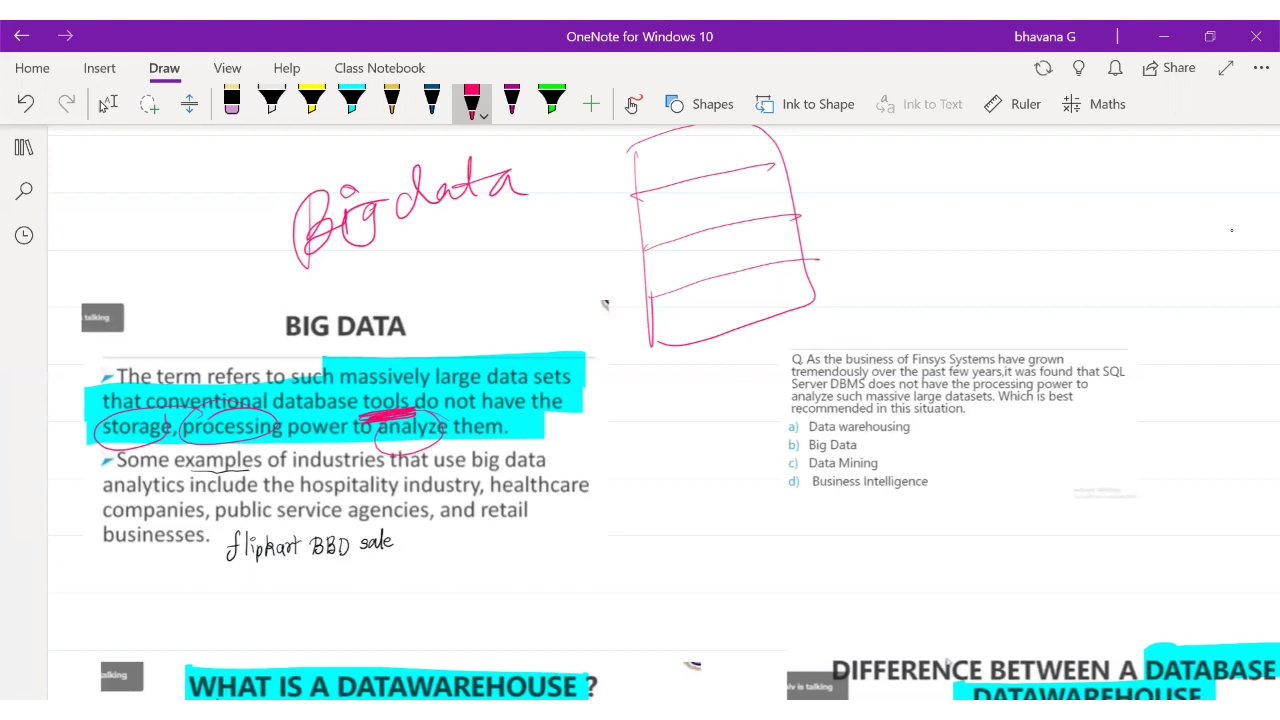 OneNote for Windows 10
bhavana G
Home Insert Draw View Help Class Notebook
Share
Shapes Ink to Shape Ink to Text Ruler Maths
Big data
talking
BIG DATA
The term refers to such massively large data sets
that conventional database tools do not have the
storage, processing power to analyze them.
Some examples of industries that use big data
analytics include the hospitality industry, healthcare
companies, public service agencies, and retail
businesses.
flipkart BBD sale
Q. As the business of Finsys Systems have grown
tremendously over the past few years,it was found that SQL
Server DBMS does not have the processing power to
analyze such massive large datasets. Which is best
recommended in this situation.
a) Data warehousing
b) Big Data
c) Data Mining
d) Business Intelligence
talking
WHAT IS A DATAWAREHOUSE ?
is talking
DIFFERENCE BETWEEN A DATABASE
DATAWAREHOUSE